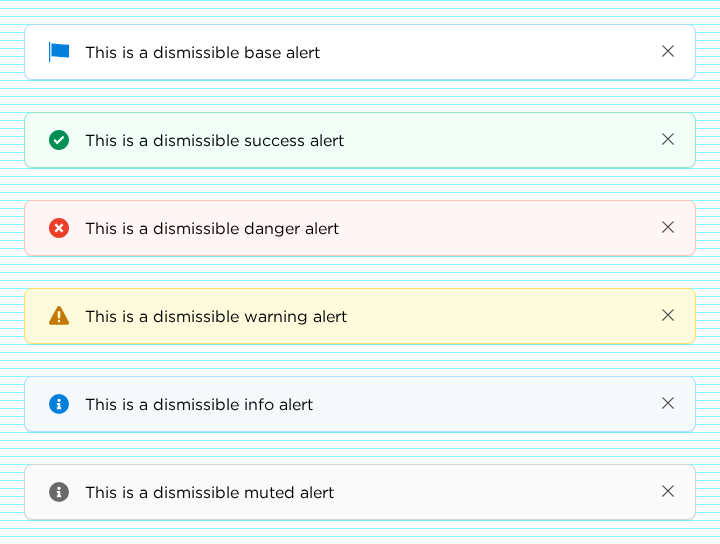 This is a dismissible base alert
This is a dismissible success alert
This is a dismissible danger alert
This is a dismissible warning alert
This is a dismissible info alert
This is a dismissible muted alert